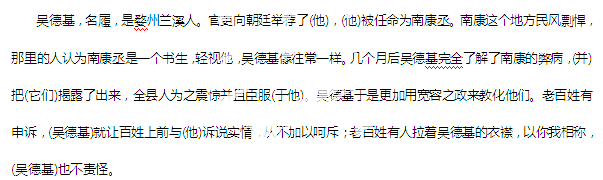 吴德基，名履，是婺州兰溪人。官吏向朝廷举荐了(他)，(他)被任命为南康丞。南康这个地方民风剽悍，
那里的人认为南康丞是一个书生，轻视他，吴德基像往常一样。几个月后吴德基完全了解了南康的弊病，(并)
把(它们)揭露了出来，全县人为之震惊并且臣服(于他)。吴德基于是更加用宽容之政来教化他们。老百姓有
申诉，(吴德基)就让百姓上前与(他)诉说实情，从不加以呵斥；老百姓有人拉着吴德基的衣襟，以你我相称，
(吴德基)也不责怪。